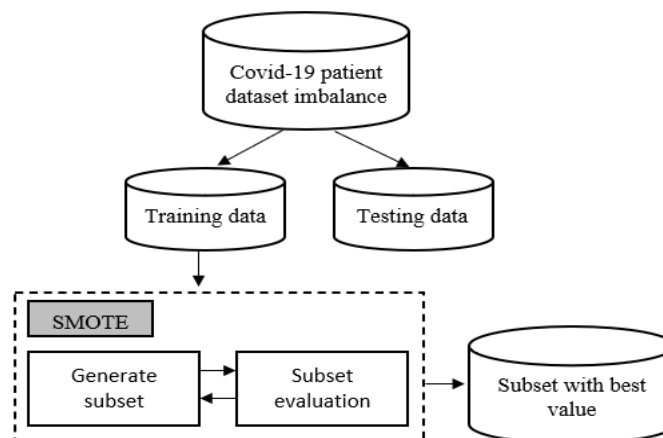 Covid-19 patient
dataset imbalance
Training data
Testing data
SMOTE
Generate
subset
Subset
evaluation
Subset with best
value